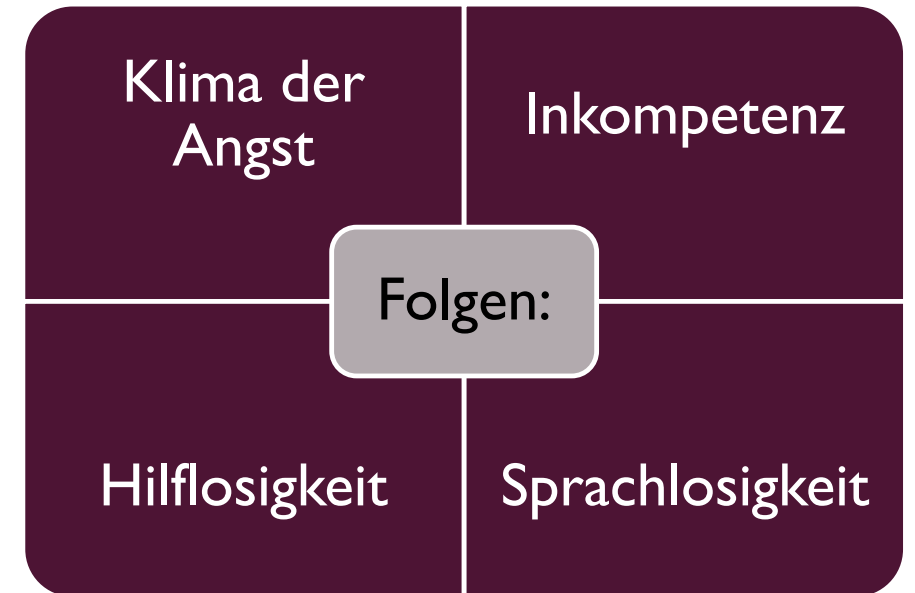 Klima der
Angst
Inkompetenz
Folgen:
Hilflosigkeit
Sprachlosigkeit